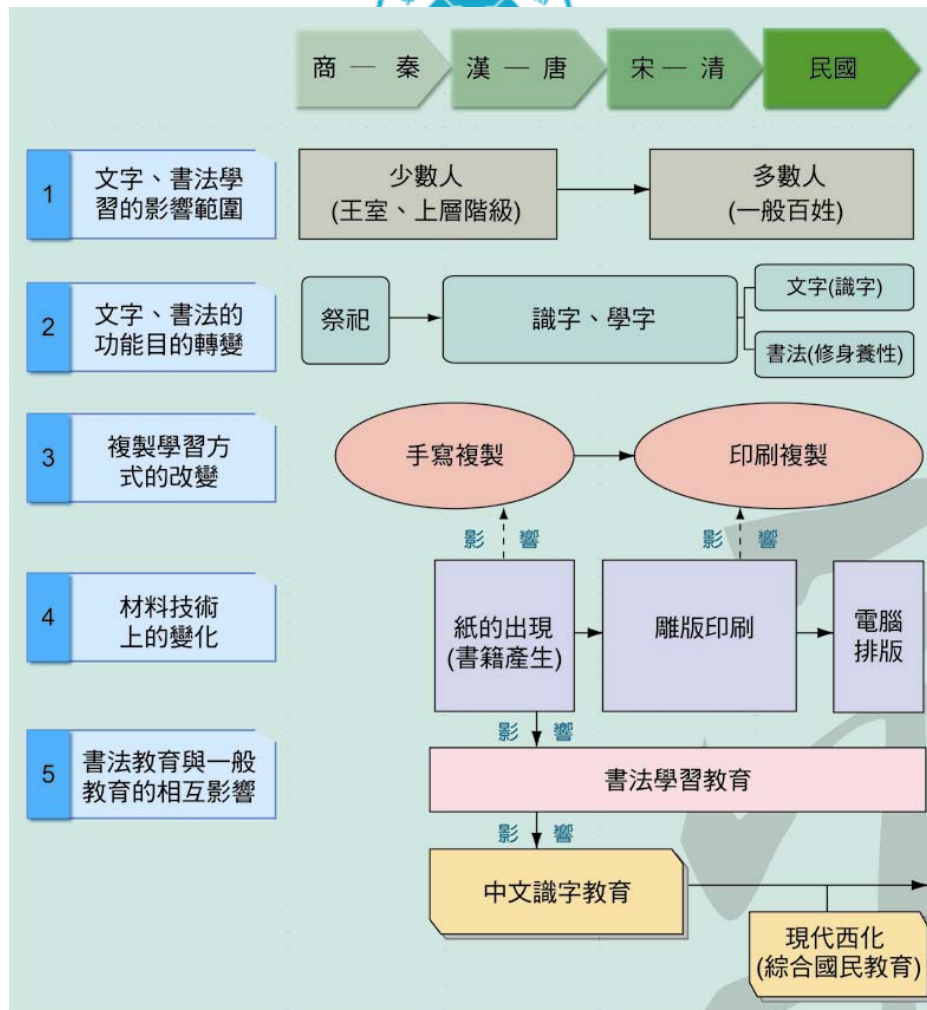 商 — 秦
漢 — 唐
宋 — 清
民國
1
文字、書法學
習的影響範圍
少數人
(王室、上層階級)
多數人
(一般百姓)
2
文字、書法的
功能目的轉變
祭祀
識字、學字
文字(識字)
書法(修身養性)
3
複製學習方
式的改變
手寫複製
印刷複製
影 響
影 響
4
材料技術
上的變化
紙的出現
(書籍產生)
雕版印刷
電腦
排版
影 響
5
書法教育與一般
教育的相互影響
書法學習教育
影 響
中文識字教育
現代西化
(綜合國民教育)